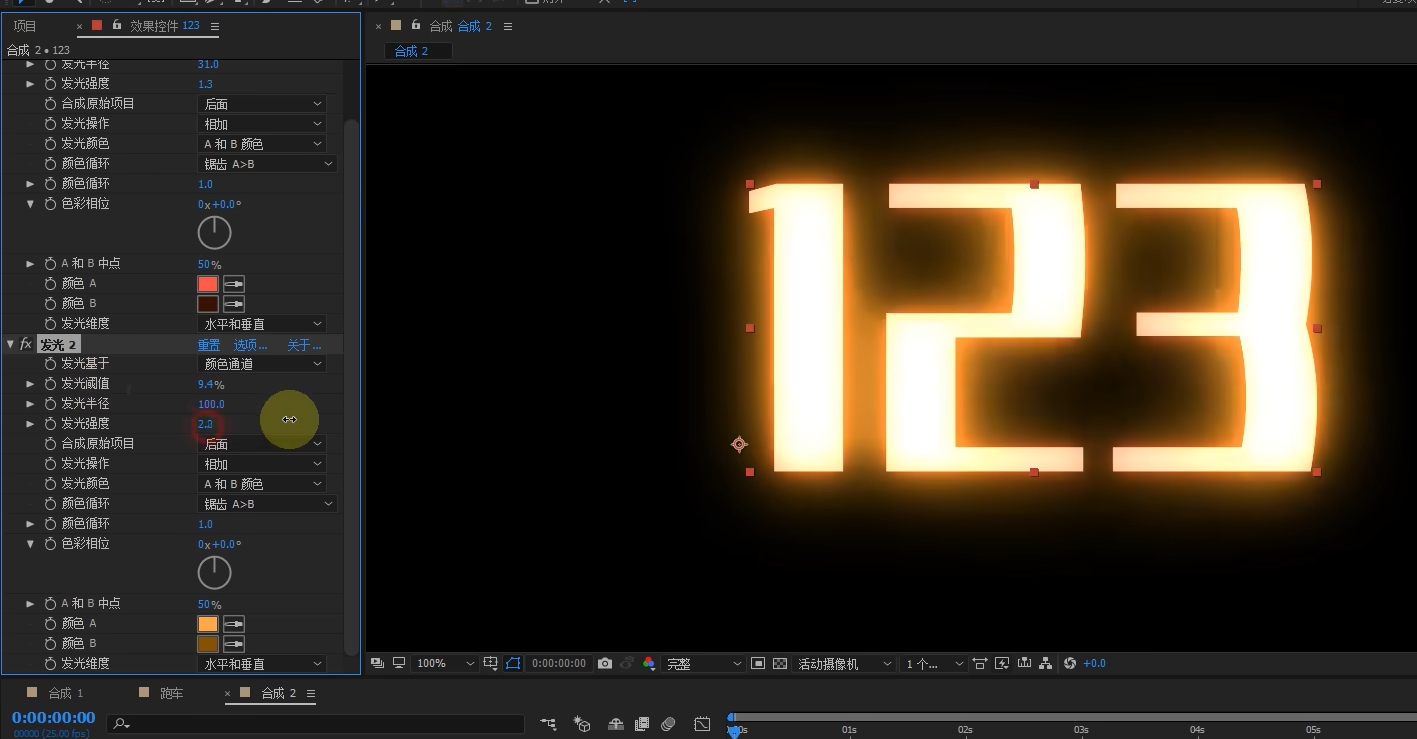 项目
效果控件 123
合成 2 • 123
发光半径 31.0
发光强度 1.3
合成原始项目 后面
发光操作 相加
发光颜色 A 和 B 颜色
颜色循环 锯齿 A>B
颜色循环 1.0
色彩相位 0x+0.0°
A 和 B 中点 50%
颜色 A
颜色 B
发光维度 水平和垂直
fx 发光 2 重置 选项... 关于...
发光基于 颜色通道
发光阈值 9.4%
发光半径 100.0
发光强度 2.0
合成原始项目 后面
发光操作 相加
发光颜色 A 和 B 颜色
颜色循环 锯齿 A>B
颜色循环 1.0
色彩相位 0x+0.0°
A 和 B 中点 50%
颜色 A
颜色 B
发光维度 水平和垂直
合成 合成 2
合成 2
123
100% 0:00:00:00 完整 活动摄像机 1 个... +0.0
合成 1 跑车 合成 2
0:00:00:00
00000 (25.00 fps)
01s 02s 03s 04s 05s